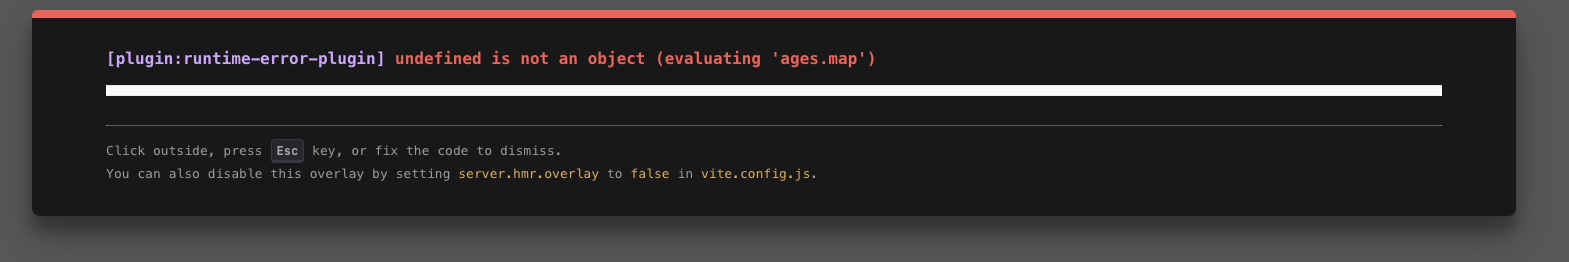 [plugin:runtime-error-plugin] undefined is not an object (evaluating 'ages.map')
Click outside, press Esc key, or fix the code to dismiss.
You can also disable this overlay by setting server.hmr.overlay to false in vite.config.js.